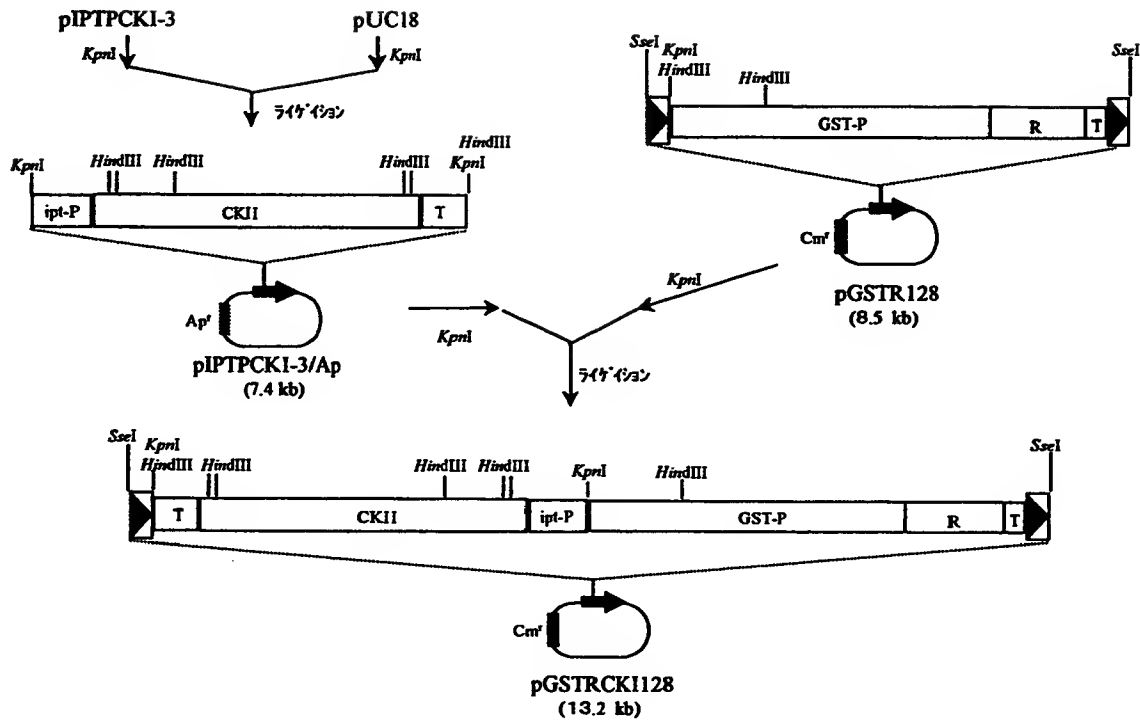 pIPTPCKI-3
pUC18
KpnI
KpnI
ライゲイション
KpnI
HindIII
HindIII
HindIII
HindIII
KpnI
ipt-P
CKI1
T
Apʳ
pIPTPCKI-3/Ap
(7.4 kb)
SseI
KpnI
HindIII
HindIII
SseI
GST-P
R
T
Cmʳ
pGSTR128
(8.5 kb)
KpnI
KpnI
ライゲイション
SseI
KpnI
HindIII
HindIII
HindIII
HindIII
KpnI
HindIII
SseI
T
CKI1
ipt-P
GST-P
R
T
Cmʳ
pGSTRCKI128
(13.2 kb)